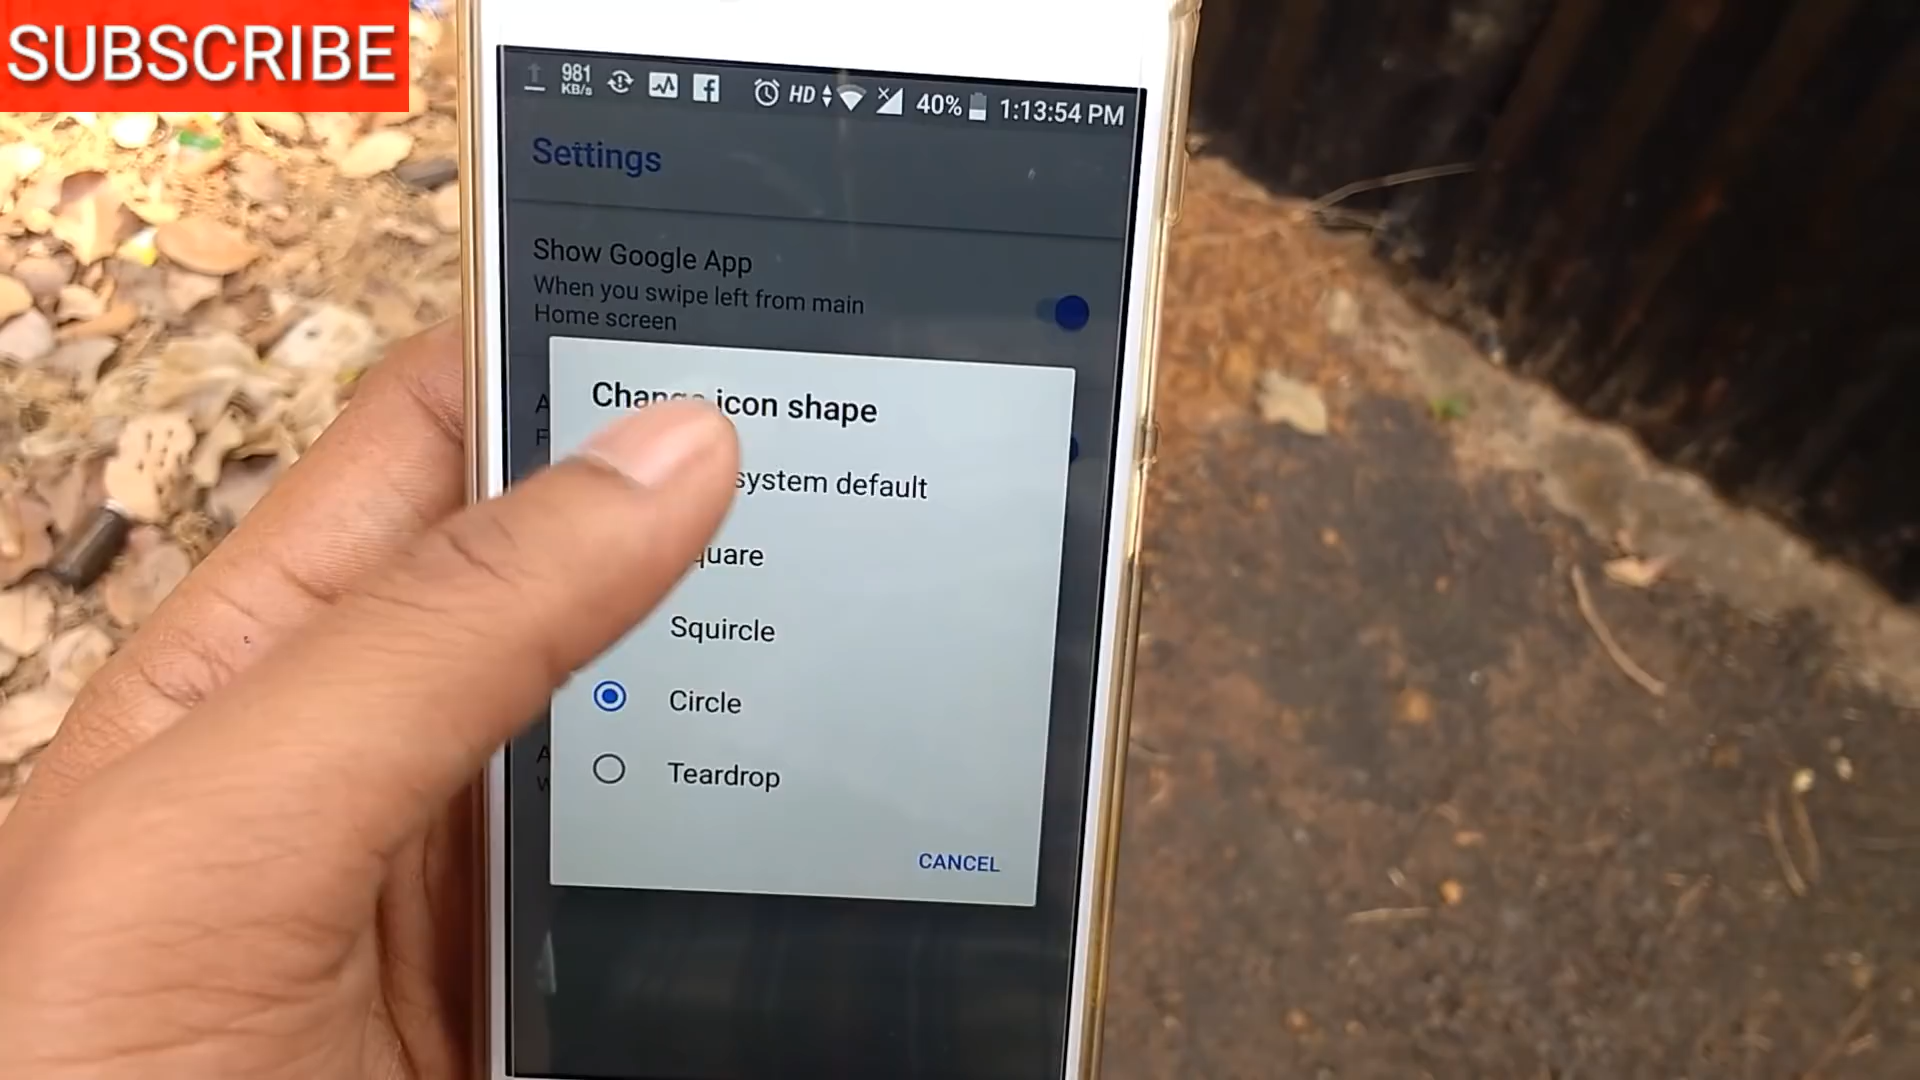 SUBSCRIBE
981
KB/s
HD 40% 1:13:54 PM
Settings
Show Google App
When you swipe left from main
Home screen
icon shape
system default
Squircle
Circle
Teardrop
CANCEL